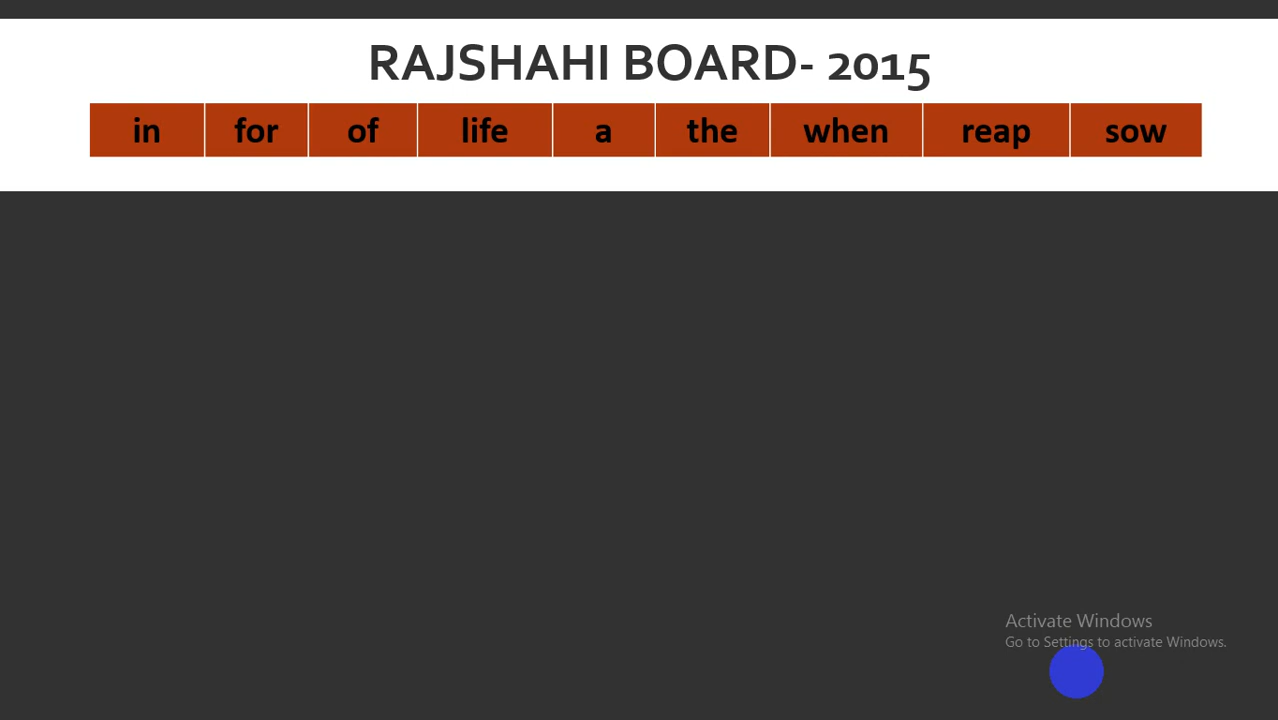 RAJSHAHI BOARD- 2015
in for of life a the when reap sow
Activate Windows
Go to Settings to activate Windows.